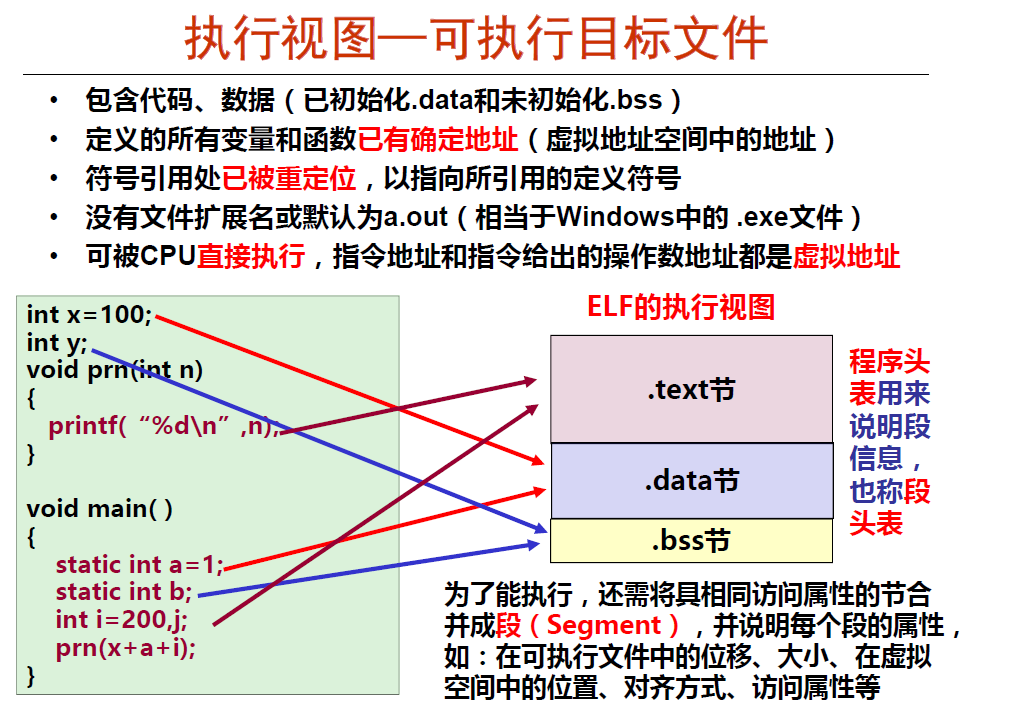 执行视图—可执行目标文件
• 包含代码、数据（已初始化.data和未初始化.bss）
• 定义的所有变量和函数已有确定地址（虚拟地址空间中的地址）
• 符号引用处已被重定位，以指向所引用的定义符号
• 没有文件扩展名或默认为a.out（相当于Windows中的 .exe文件）
• 可被CPU直接执行，指令地址和指令给出的操作数地址都是虚拟地址
int x=100;
int y;
void prn(int n)
{
printf( “%d\n” ,n);
}
void main( )
{
static int a=1;
static int b;
int i=200,j;
prn(x+a+i);
}
ELF的执行视图
.text节
.data节
.bss节
程序头
表用来
说明段
信息，
也称段
头表
为了能执行，还需将具相同访问属性的节合
并成段（Segment），并说明每个段的属性，
如：在可执行文件中的位移、大小、在虚拟
空间中的位置、对齐方式、访问属性等